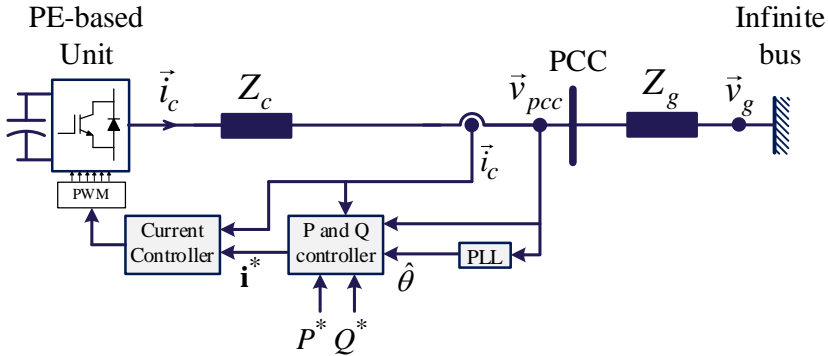 PE-based
Unit
Infinite
bus
PCC
i_c
Z_c
v_pcc
Z_g
v_g
i_c
PWM
Current
Controller
P and Q
controller
PLL
i*
θ̂
P* Q*